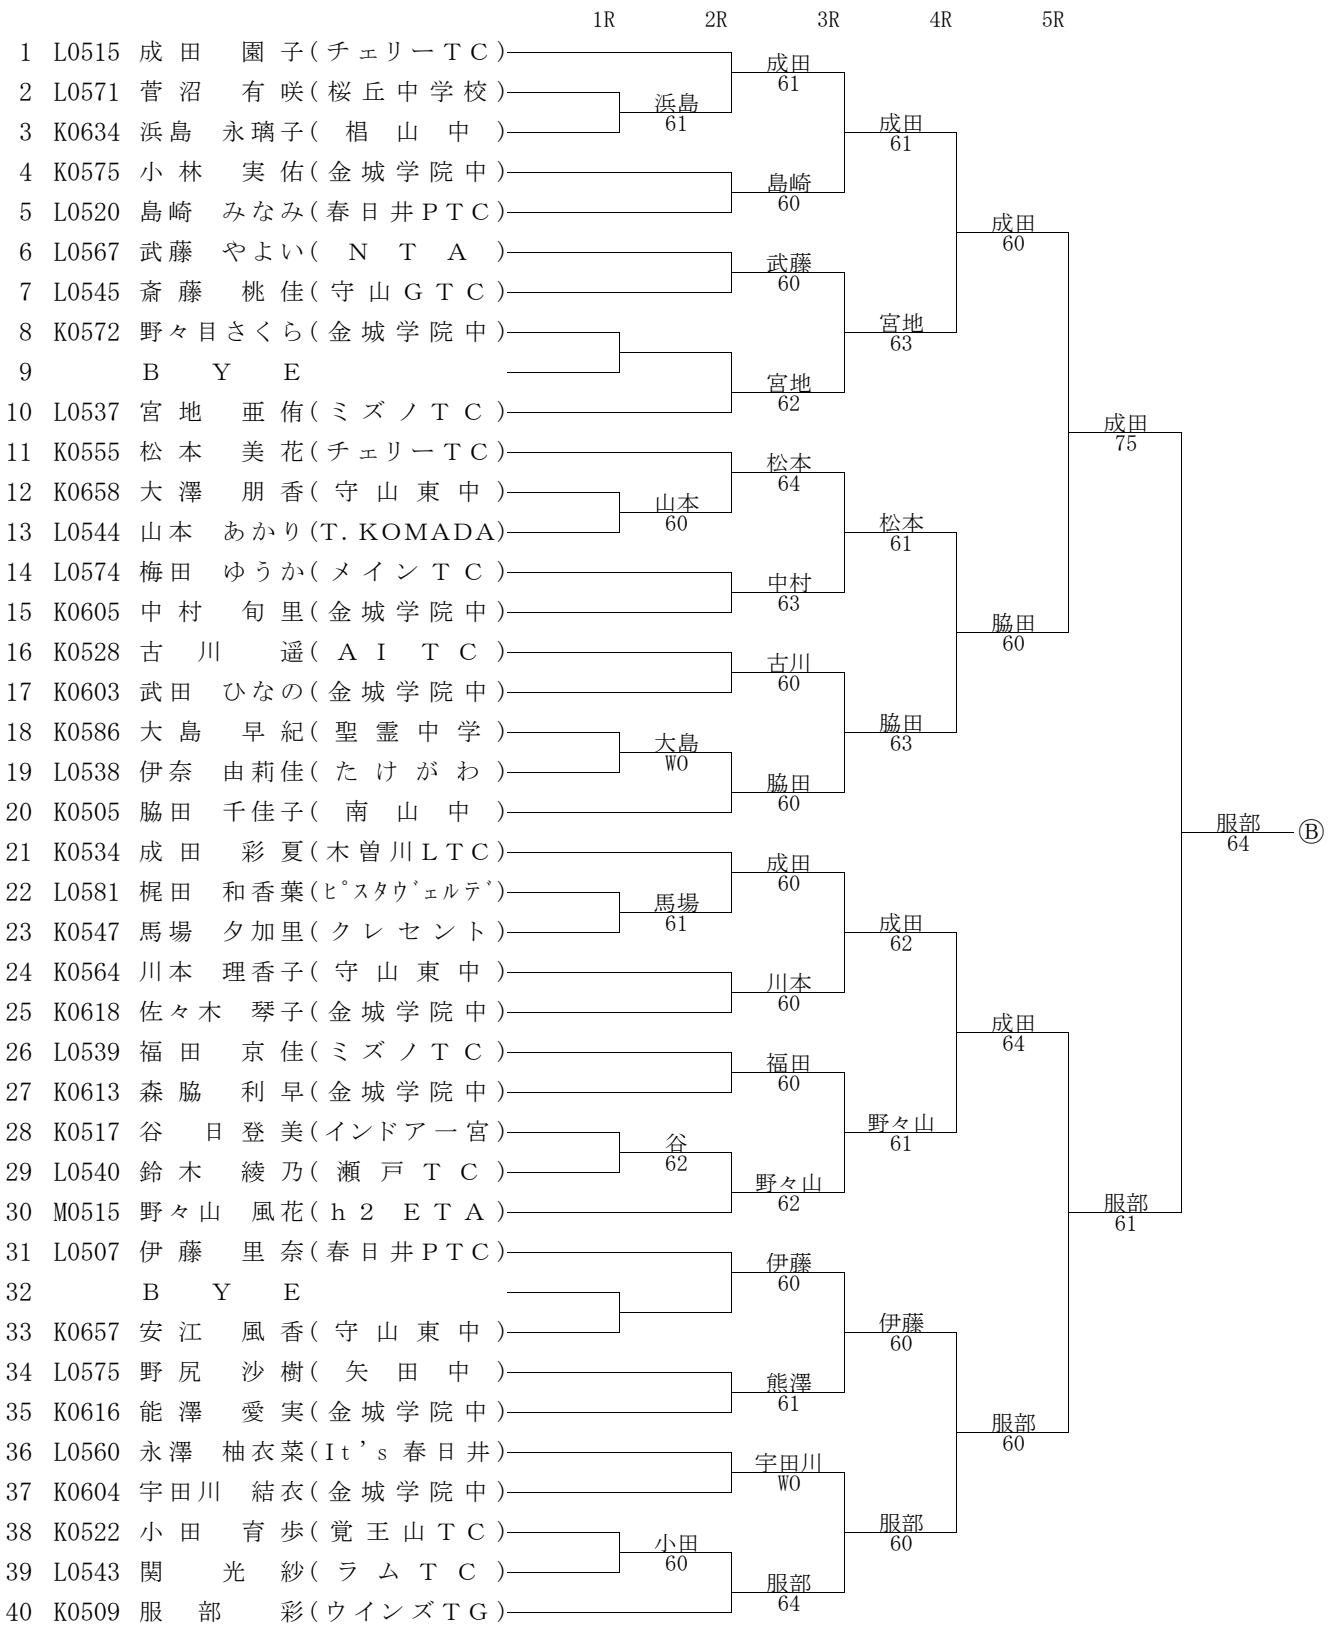 1R 2R 3R 4R 5R
1 L0515 成田 園子(チェリーTC)
成田
61
2 L0571 菅沼 有咲(桜丘中学校)
浜島
61
3 K0634 浜島 永璃子(椙山中)
成田
61
4 K0575 小林 実佑(金城学院中)
島崎
60
5 L0520 島崎 みなみ(春日井PTC)
成田
60
6 L0567 武藤 やよい(NTA)
武藤
60
7 L0545 斎藤 桃佳(守山GTC)
8 K0572 野々目さくら(金城学院中)
宮地
63
9 BYE
宮地
62
10 L0537 宮地 亜侑(ミズノTC)
成田
75
11 K0555 松本 美花(チェリーTC)
松本
64
12 K0658 大澤 朋香(守山東中)
山本
60
13 L0544 山本 あかり(T.KOMADA)
松本
61
14 L0574 梅田 ゆうか(メインTC)
中村
63
15 K0605 中村 旬里(金城学院中)
脇田
60
16 K0528 古川 遥(AI TC)
古川
60
17 K0603 武田 ひなの(金城学院中)
18 K0586 大島 早紀(聖霊中学)
大島
WO
脇田
63
19 L0538 伊奈 由莉佳(たけがわ)
脇田
60
20 K0505 脇田 千佳子(南山中)
服部
64
Ⓑ
21 K0534 成田 彩夏(木曽川LTC)
成田
60
22 L0581 梶田 和香葉(ピスタヴェルデ)
馬場
61
23 K0547 馬場 夕加里(クレセント)
成田
62
24 K0564 川本 理香子(守山東中)
川本
60
25 K0618 佐々木 琴子(金城学院中)
成田
64
26 L0539 福田 京佳(ミズノTC)
福田
60
27 K0613 森脇 利早(金城学院中)
28 K0517 谷 日登美(インドア一宮)
谷
62
野々山
61
29 L0540 鈴木 綾乃(瀬戸TC)
野々山
62
30 M0515 野々山 風花(h2 ETA)
服部
61
31 L0507 伊藤 里奈(春日井PTC)
伊藤
60
32 BYE
33 K0657 安江 風香(守山東中)
伊藤
60
34 L0575 野尻 沙樹(矢田中)
熊澤
61
35 K0616 能澤 愛実(金城学院中)
服部
60
36 L0560 永澤 柚衣菜(It's春日井)
宇田川
WO
37 K0604 宇田川 結衣(金城学院中)
38 K0522 小田 育歩(覚王山TC)
小田
60
服部
60
39 L0543 関 光紗(ラムTC)
服部
64
40 K0509 服部 彩(ウインズTG)